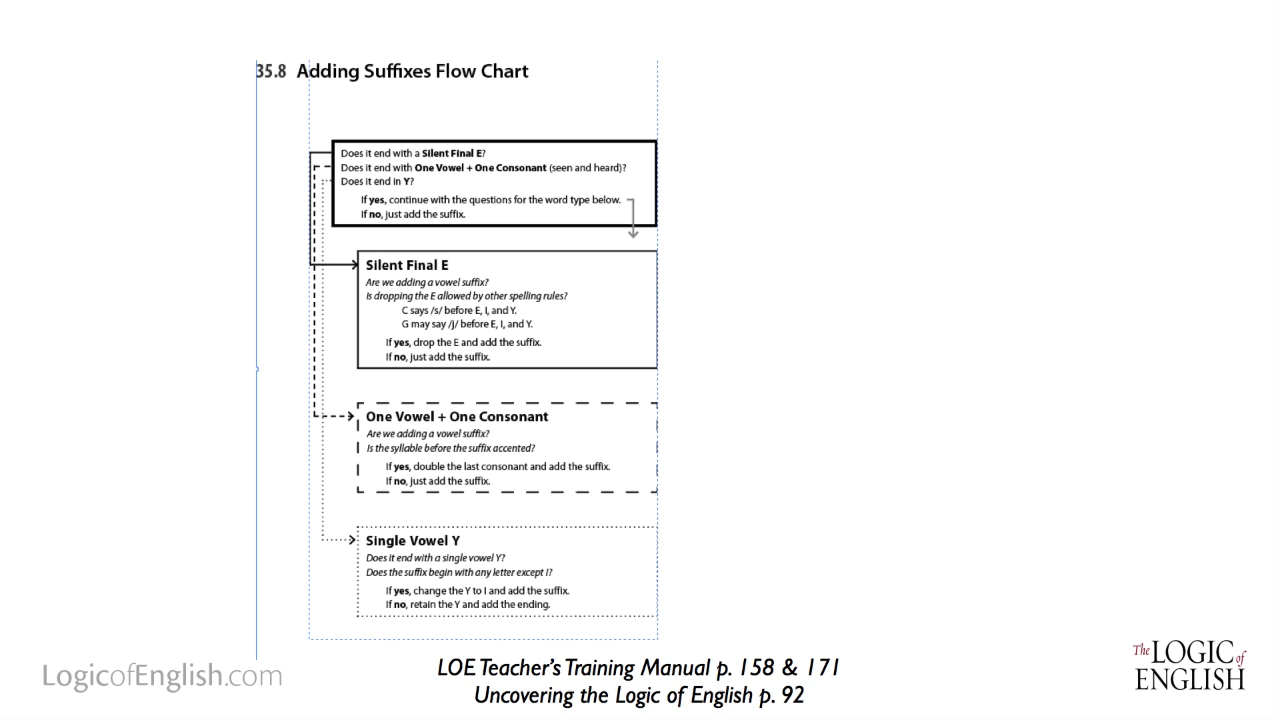 35.8 Adding Suffixes Flow Chart
Does it end with a Silent Final E?
Does it end with One Vowel + One Consonant (seen and heard)?
Does it end in Y?
If yes, continue with the questions for the word type below.
If no, just add the suffix.
Silent Final E
Are we adding a vowel suffix?
Is dropping the E allowed by other spelling rules?
C says /s/ before E, I, and Y.
G may say /j/ before E, I, and Y.
If yes, drop the E and add the suffix.
If no, just add the suffix.
One Vowel + One Consonant
Are we adding a vowel suffix?
Is the syllable before the suffix accented?
If yes, double the last consonant and add the suffix.
If no, just add the suffix.
Single Vowel Y
Does it end with a single vowel Y?
Does the suffix begin with any letter except I?
If yes, change the Y to I and add the suffix.
If no, retain the Y and add the ending.
LogicofEnglish.com
LOE Teacher's Training Manual p. 158 & 171
Uncovering the Logic of English p. 92
The LOGIC of
ENGLISH